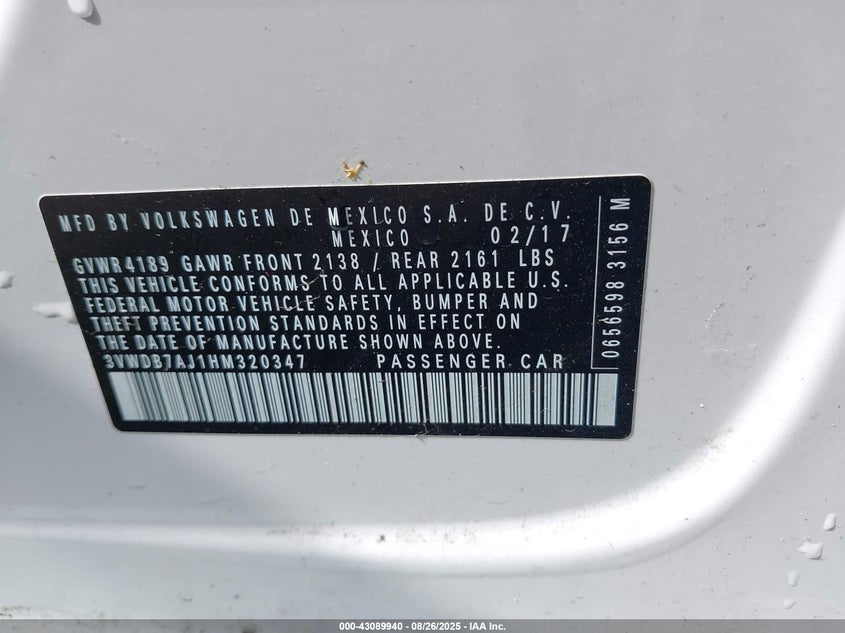 MFD BY VOLKSWAGEN DE MEXICO S.A. DE C.V.
MEXICO 02/17
GVWR4189 GAWR FRONT 2138 / REAR 2161 LBS
THIS VEHICLE CONFORMS TO ALL APPLICABLE U.S.
FEDERAL MOTOR VEHICLE SAFETY, BUMPER AND
THEFT PREVENTION STANDARDS IN EFFECT ON
THE DATE OF MANUFACTURE SHOWN ABOVE.
3VWDB7AJ1HM320347 PASSENGER CAR
0656598 3156 M
000-43089940 - 08/26/2025 - IAA Inc.